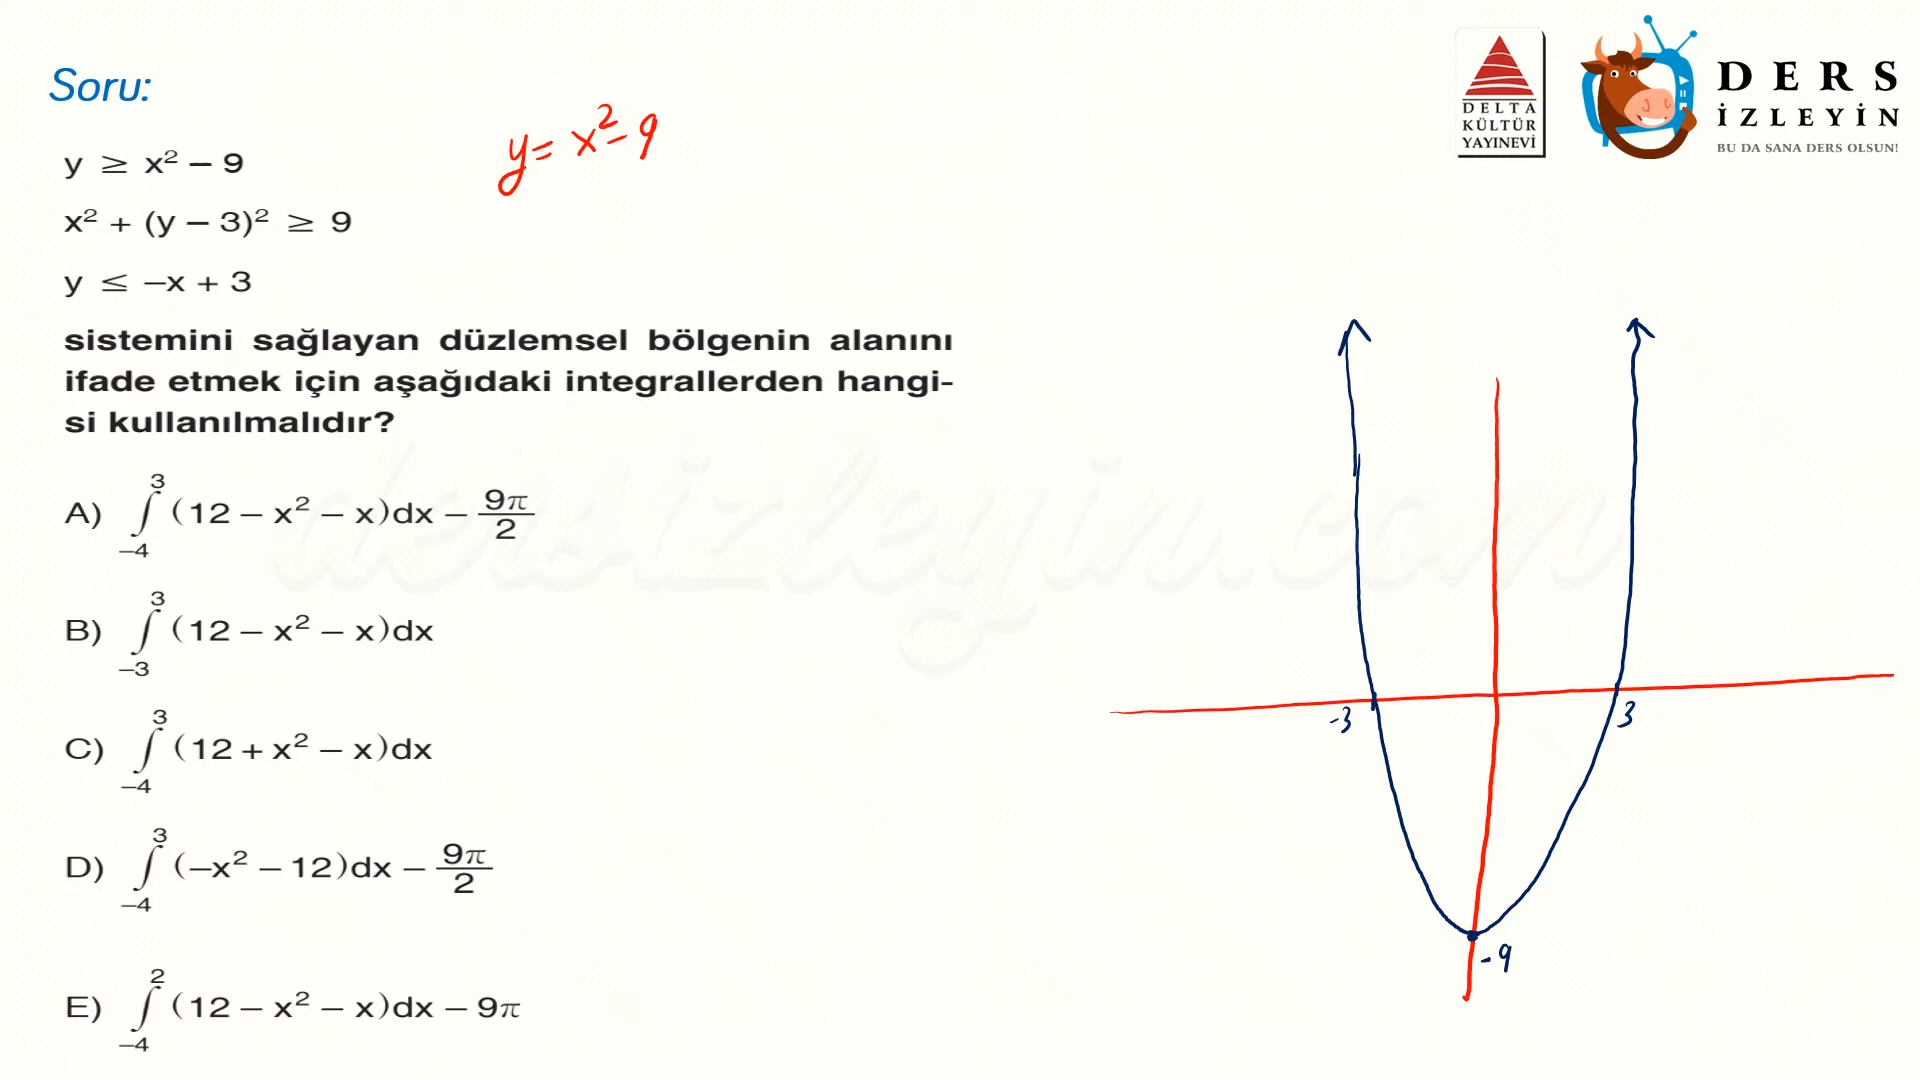 Soru:
y = x² - 9
y ≥ x² – 9
x² + (y – 3)² ≥ 9
y ≤ –x + 3
sistemini sağlayan düzlemsel bölgenin alanını
ifade etmek için aşağıdaki integrallerden hangi-
si kullanılmalıdır?
A) ∫₋₄³ (12 – x² – x)dx – 9π/2
B) ∫₋₃³ (12 – x² – x)dx
C) ∫₋₄³ (12 + x² – x)dx
D) ∫₋₄³ (–x² – 12)dx – 9π/2
E) ∫₋₄² (12 – x² – x)dx – 9π
-3
3
-9
DELTA
KÜLTÜR
YAYINEVİ
DERS
İZLEYİN
BU DA SANA DERS OLSUN!
dersizleyin.com